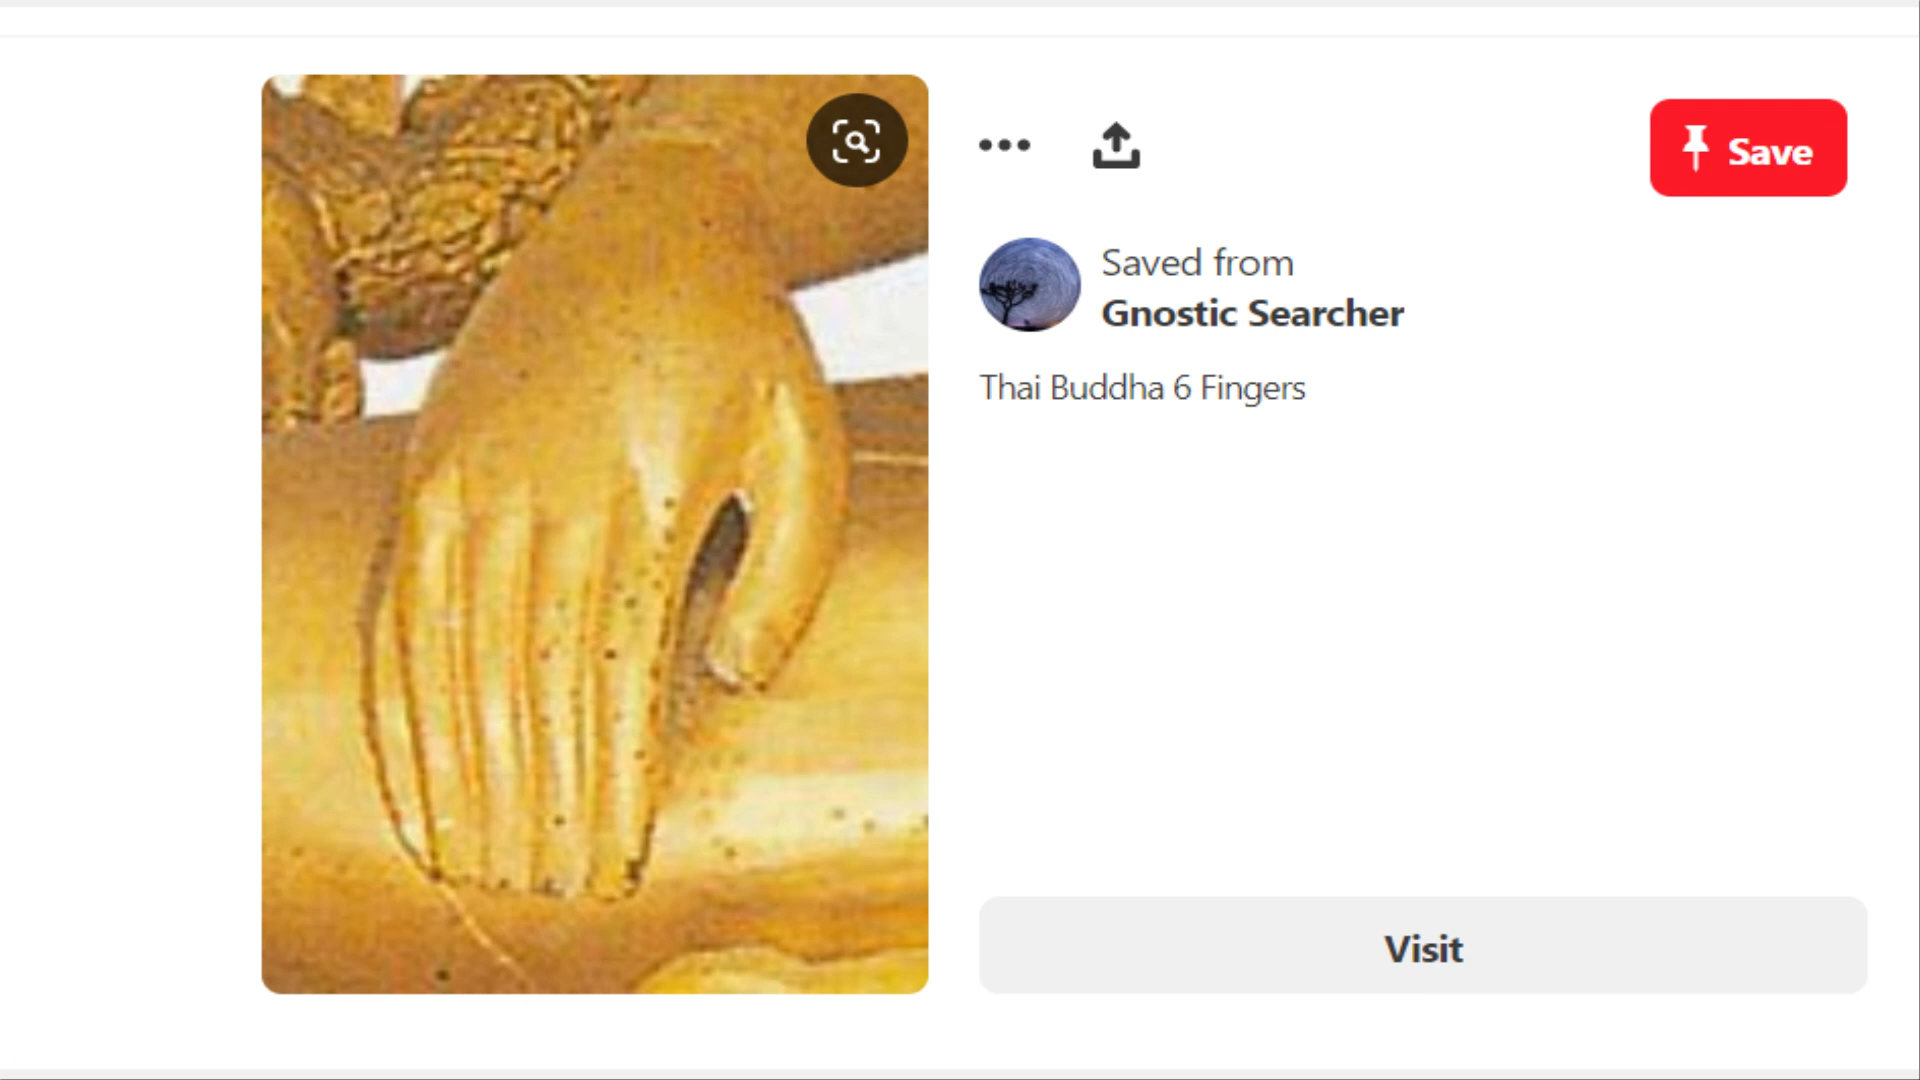 Save
Saved from
Gnostic Searcher
Thai Buddha 6 Fingers
Visit